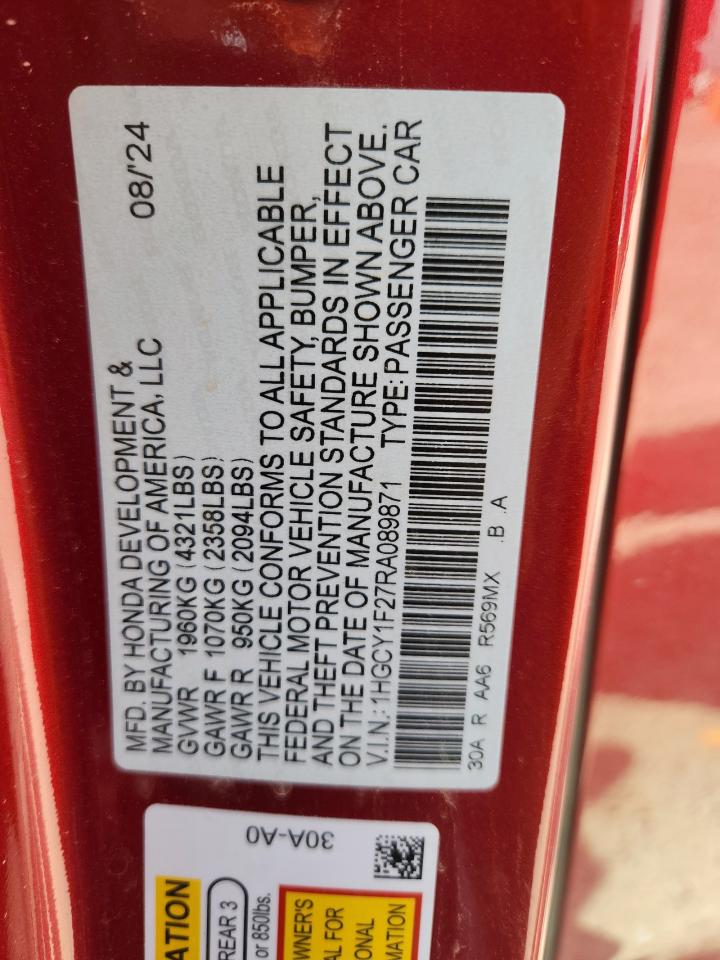 MFD. BY HONDA DEVELOPMENT &
MANUFACTURING OF AMERICA, LLC 08/'24
GVWR 1960KG (4321LBS)
GAWR F 1070KG (2358LBS)
GAWR R 950KG (2094LBS)
THIS VEHICLE CONFORMS TO ALL APPLICABLE
FEDERAL MOTOR VEHICLE SAFETY, BUMPER,
AND THEFT PREVENTION STANDARDS IN EFFECT
ON THE DATE OF MANUFACTURE SHOWN ABOVE.
V.I.N.: 1HGCY1F27RA089871 TYPE: PASSENGER CAR
30A R AA6 R569MX .B .A
30A-A0
ATION
REAR 3
or 850lbs.
OWNER'S
AL FOR
IONAL
MATION